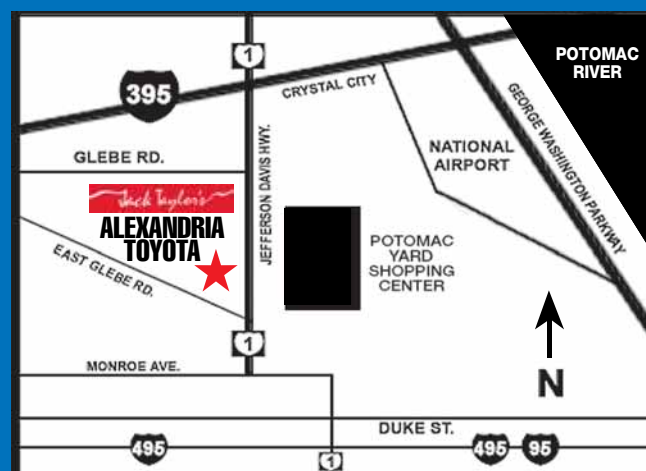 1
POTOMAC
RIVER
395
CRYSTAL CITY
GEORGE WASHINGTON PARKWAY
GLEBE RD.
JEFFERSON DAVIS HWY.
NATIONAL
AIRPORT
Jack Taylor's
ALEXANDRIA
TOYOTA
EAST GLEBE RD.
POTOMAC
YARD
SHOPPING
CENTER
1
MONROE AVE.
N
DUKE ST.
495
1
495
95